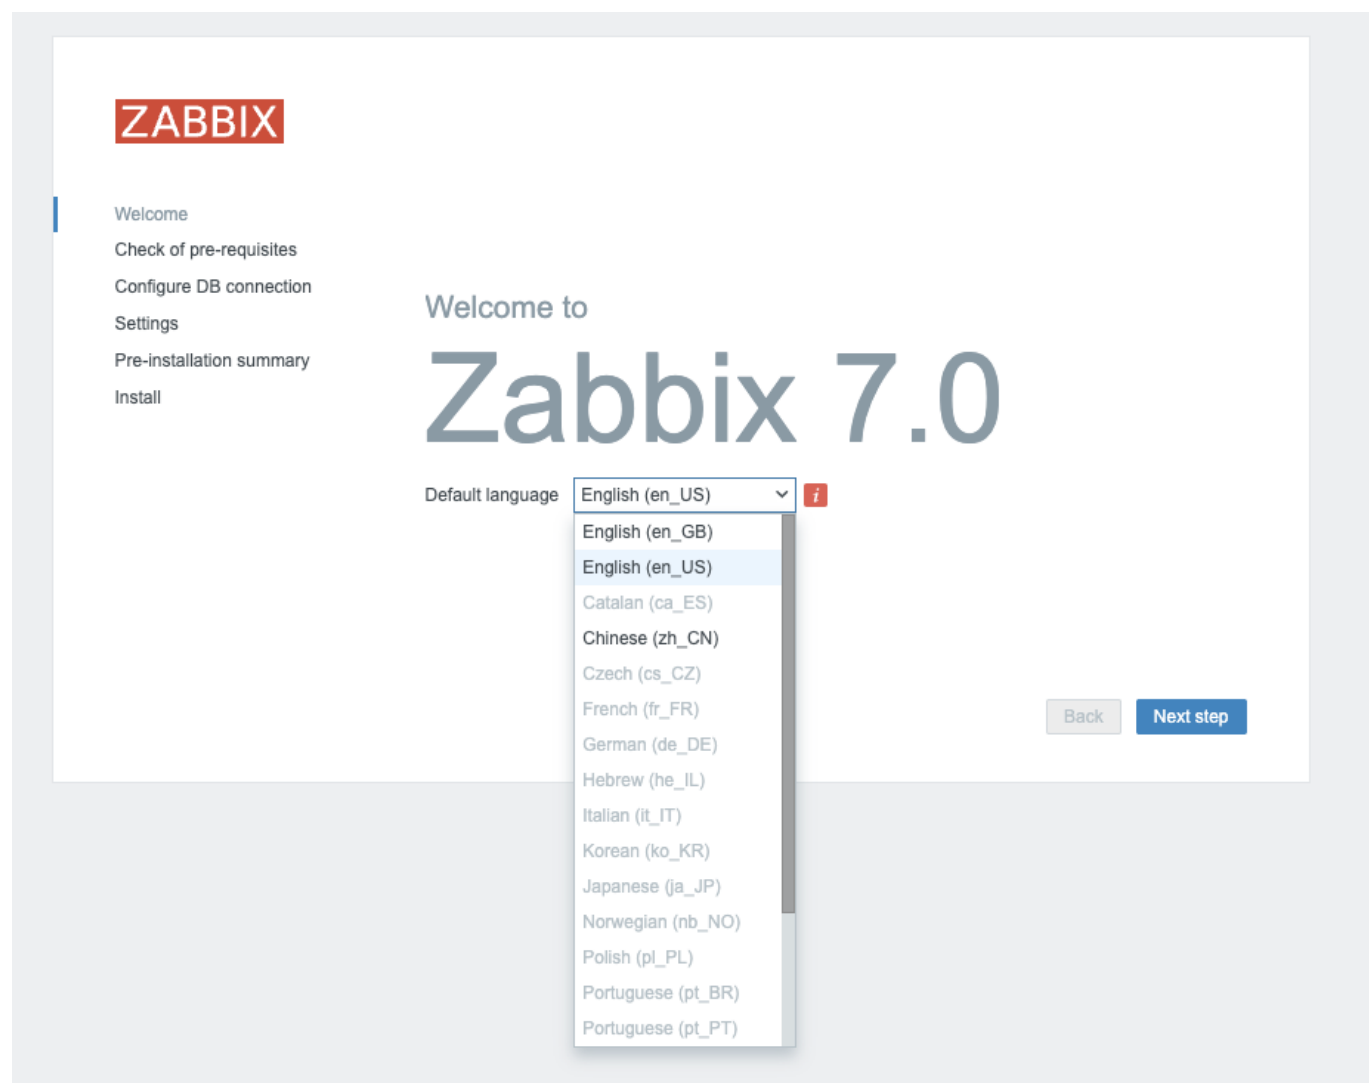 ZABBIX
Welcome
Check of pre-requisites
Configure DB connection
Settings
Pre-installation summary
Install
Welcome to
Zabbix 7.0
Default language English (en_US) i
English (en_GB)
English (en_US)
Catalan (ca_ES)
Chinese (zh_CN)
Czech (cs_CZ)
French (fr_FR)
German (de_DE)
Hebrew (he_IL)
Italian (it_IT)
Korean (ko_KR)
Japanese (ja_JP)
Norwegian (nb_NO)
Polish (pl_PL)
Portuguese (pt_BR)
Portuguese (pt_PT)
Back Next step